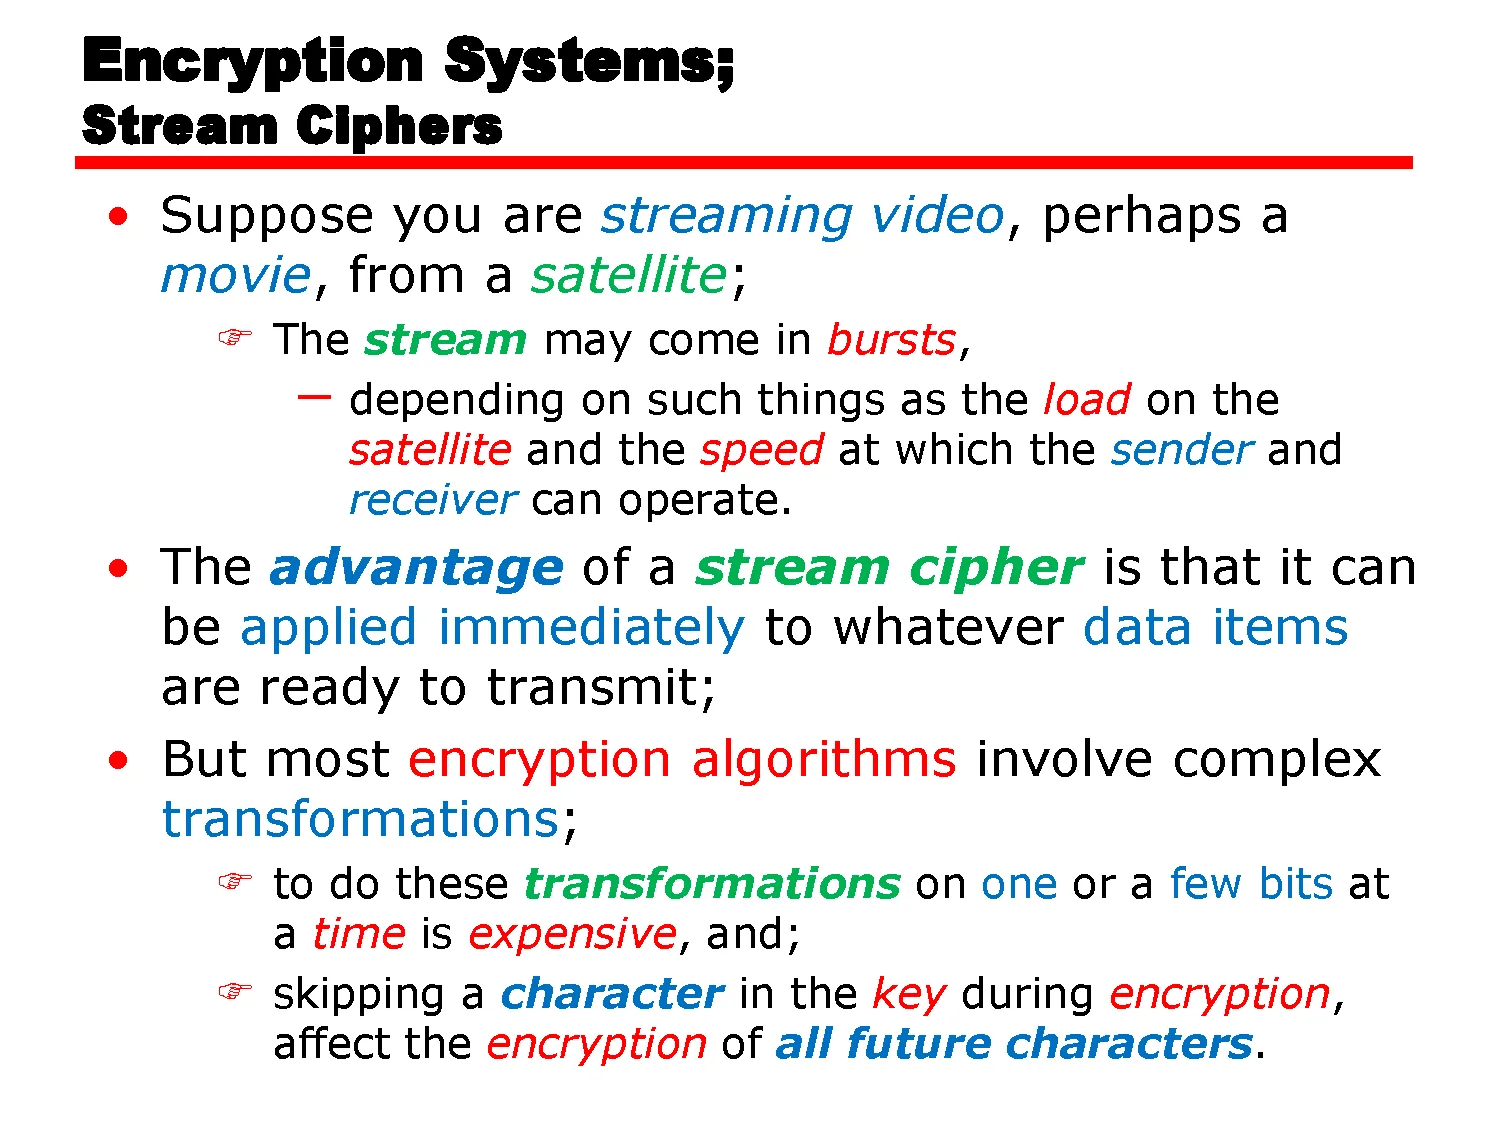 Encryption Systems;
Stream Ciphers
• Suppose you are streaming video, perhaps a
movie, from a satellite;
☞ The stream may come in bursts,
– depending on such things as the load on the
satellite and the speed at which the sender and
receiver can operate.
• The advantage of a stream cipher is that it can
be applied immediately to whatever data items
are ready to transmit;
• But most encryption algorithms involve complex
transformations;
☞ to do these transformations on one or a few bits at
a time is expensive, and;
☞ skipping a character in the key during encryption,
affect the encryption of all future characters.